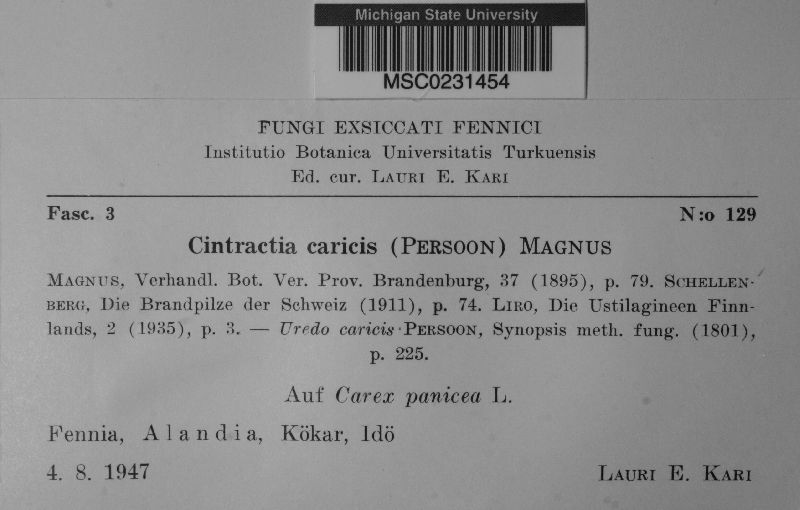 Michigan State University
MSC0231454
FUNGI EXSICCATI FENNICI
Institutio Botanica Universitatis Turkuensis
Ed. cur. LAURI E. KARI
Fasc. 3 N:o 129
Cintractia caricis (PERSOON) MAGNUS
MAGNUS, Verhandl. Bot. Ver. Prov. Brandenburg, 37 (1895), p. 79. SCHELLEN-
BERG, Die Brandpilze der Schweiz (1911), p. 74. LIRO, Die Ustilagineen Finn-
lands, 2 (1935), p. 3. — Uredo caricis PERSOON, Synopsis meth. fung. (1801),
p. 225.
Auf Carex panicea L.
Fennia, Alandia, Kökar, Idö
4. 8. 1947 LAURI E. KARI